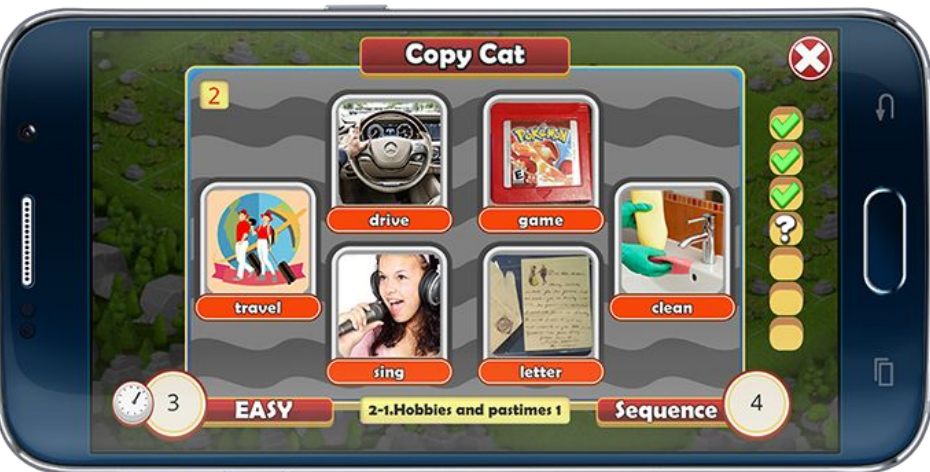 Copy Cat
2
drive
game
POKéMON
E
travel
clean
sing
letter
3
EASY
2-1.Hobbies and pastimes 1
Sequence
4
?